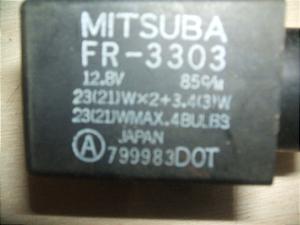 MITSUBA
FR-3303
12.8V 85c/m
23(21)W×2+3.4(3)W
23(21)WMAX.4BULBS
JAPAN
Ⓐ 799983DOT